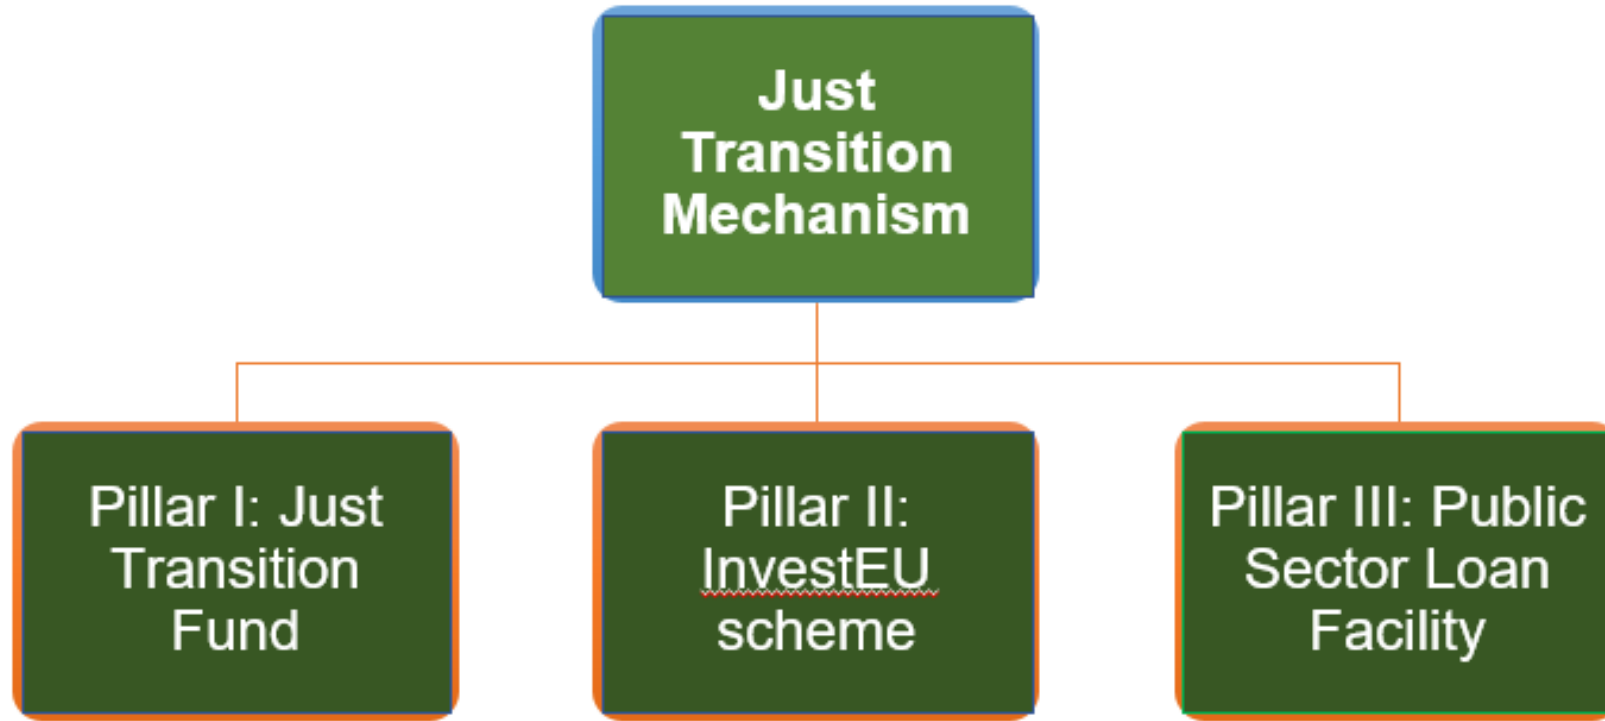 Just
Transition
Mechanism
Pillar I: Just
Transition
Fund
Pillar II:
InvestEU
scheme
Pillar III: Public
Sector Loan
Facility